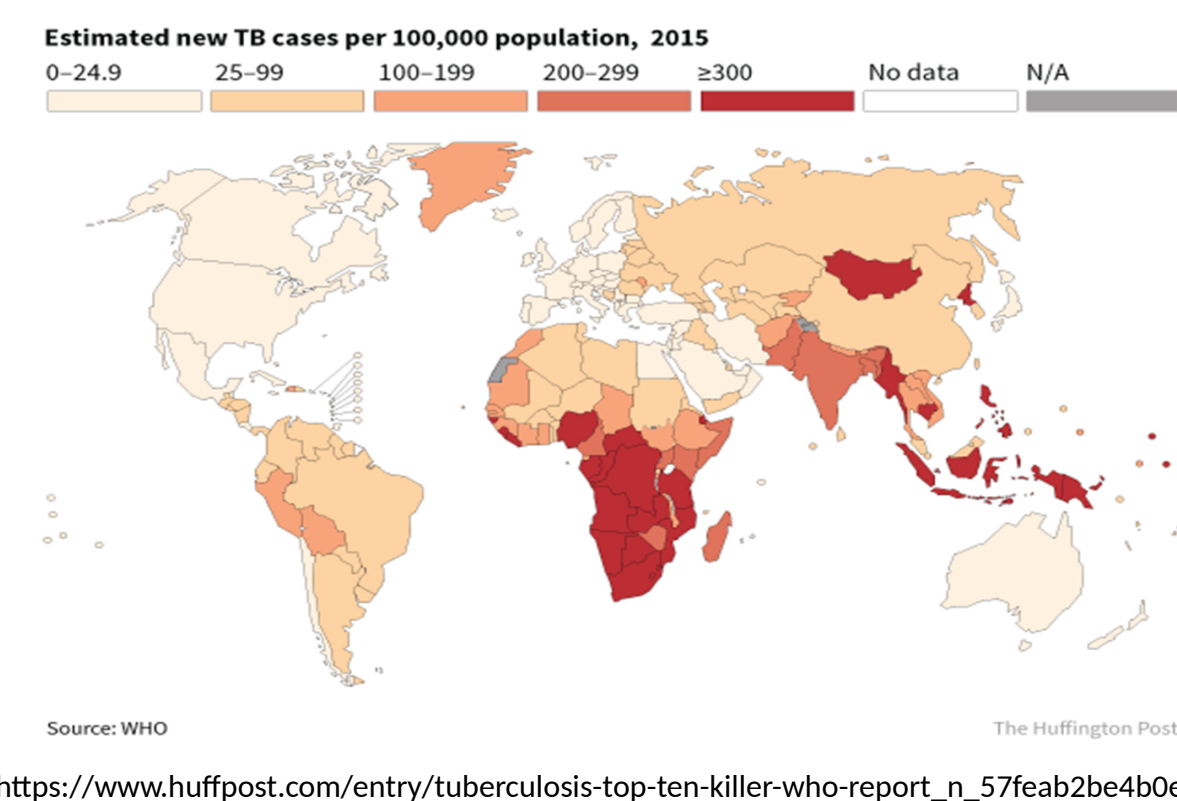 Estimated new TB cases per 100,000 population, 2015
0–24.9 25–99 100–199 200–299 ≥300 No data N/A
Source: WHO The Huffington Post
https://www.huffpost.com/entry/tuberculosis-top-ten-killer-who-report_n_57feab2be4b0e